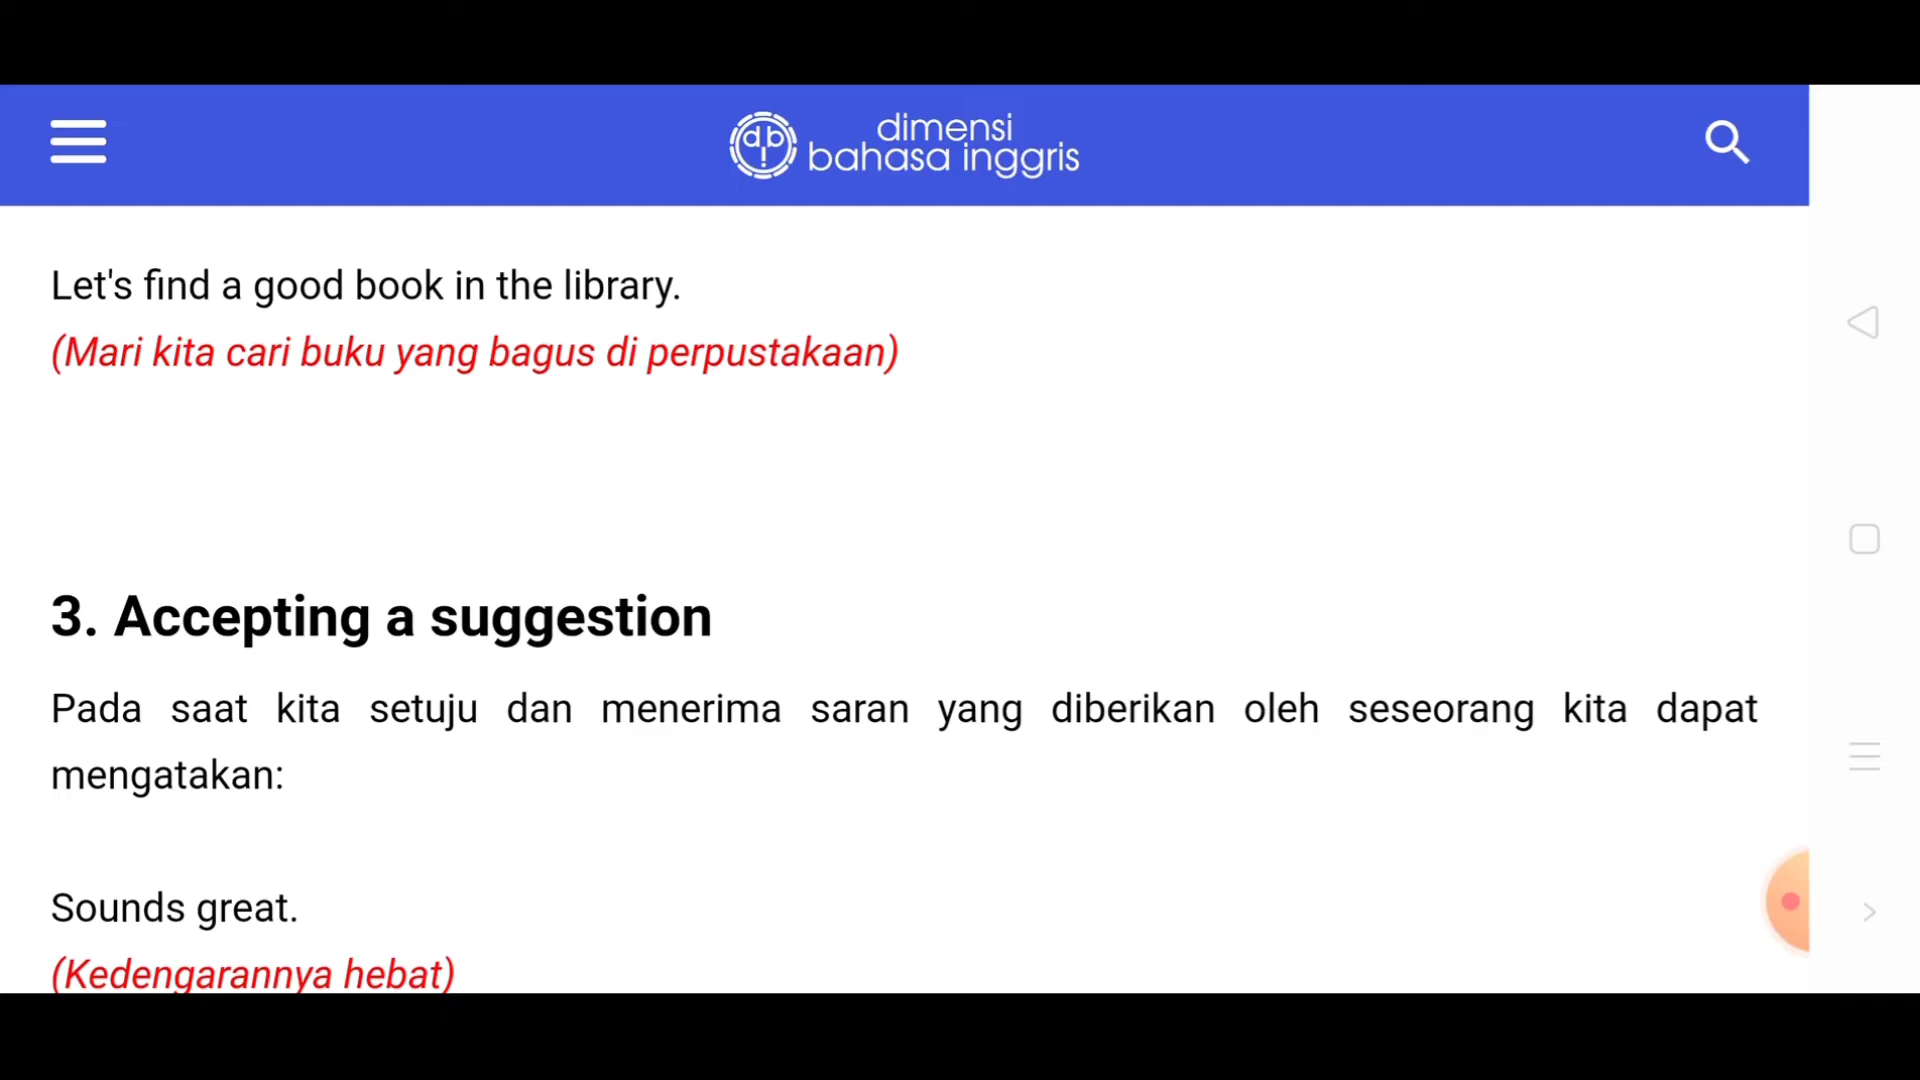 dimensi
bahasa inggris
Let's find a good book in the library.
(Mari kita cari buku yang bagus di perpustakaan)
3. Accepting a suggestion
Pada saat kita setuju dan menerima saran yang diberikan oleh seseorang kita dapat
mengatakan:
Sounds great.
(Kedengarannya hebat)